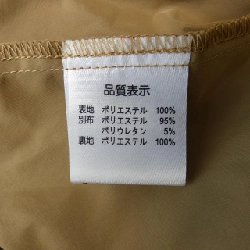 品質表示
表地 ポリエステル 100%
別布 ポリエステル 95%
ポリウレタン 5%
裏地 ポリエステル 100%